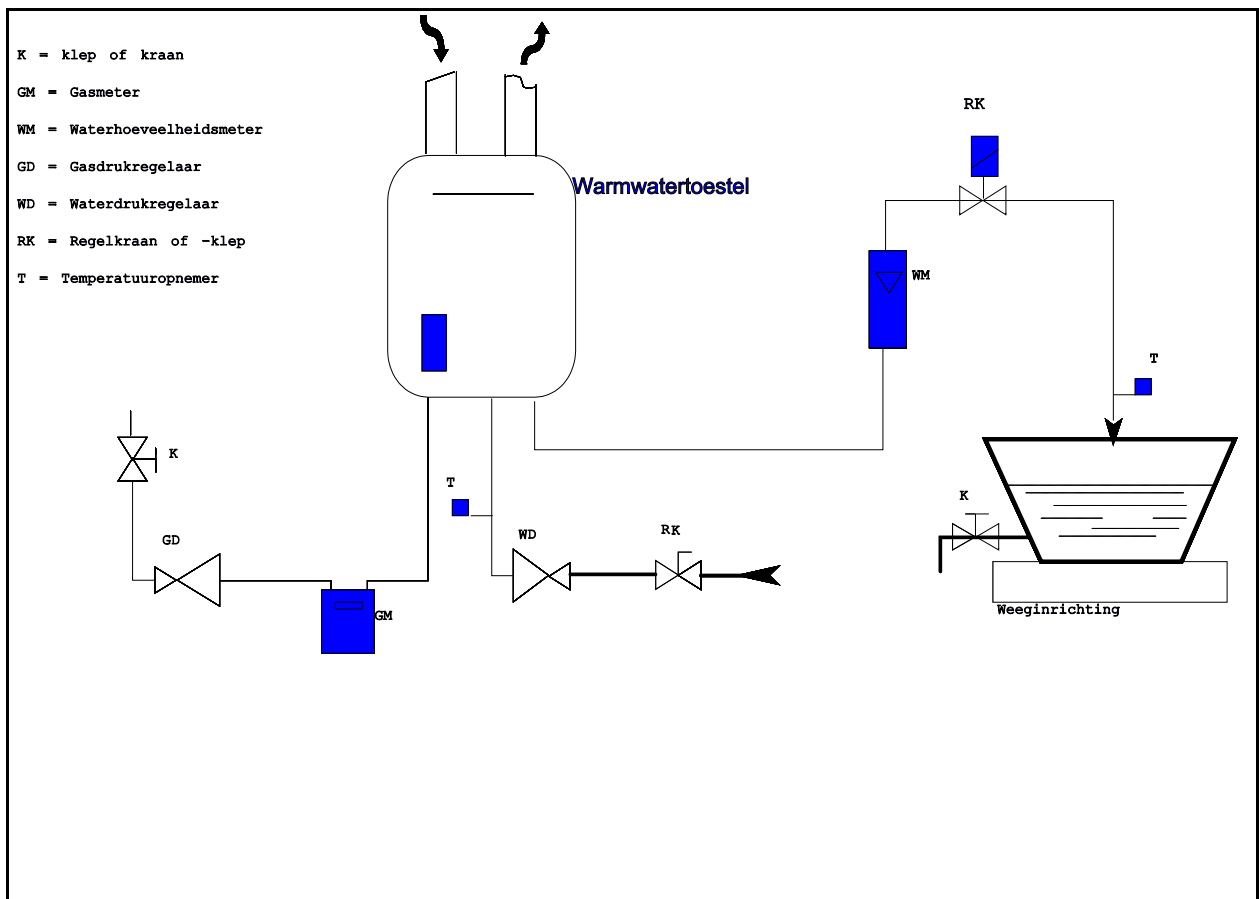 K = klep of kraan
GM = Gasmeter
WM = Waterhoeveelheidsmeter
GD = Gasdrukregelaar
WD = Waterdrukregelaar
RK = Regelkraan of -klep
T = Temperatuuropnemer
Warmwatertoestel
RK
WM
T
K
T
K
GD
WD
RK
GM
Weeginrichting